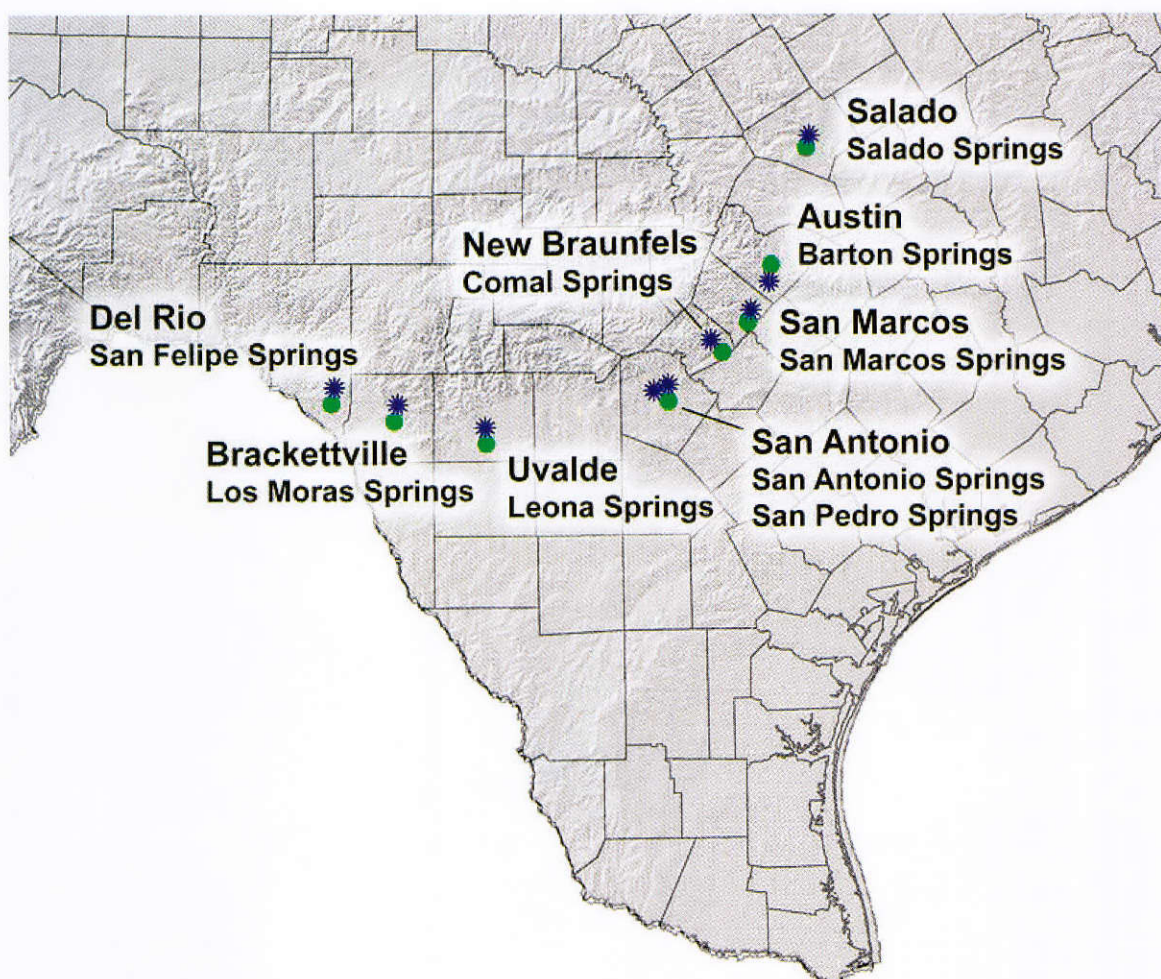 Salado
Salado Springs
Austin
Barton Springs
New Braunfels
Comal Springs
Del Rio
San Felipe Springs
San Marcos
San Marcos Springs
Brackettville
Los Moras Springs
Uvalde
Leona Springs
San Antonio
San Antonio Springs
San Pedro Springs